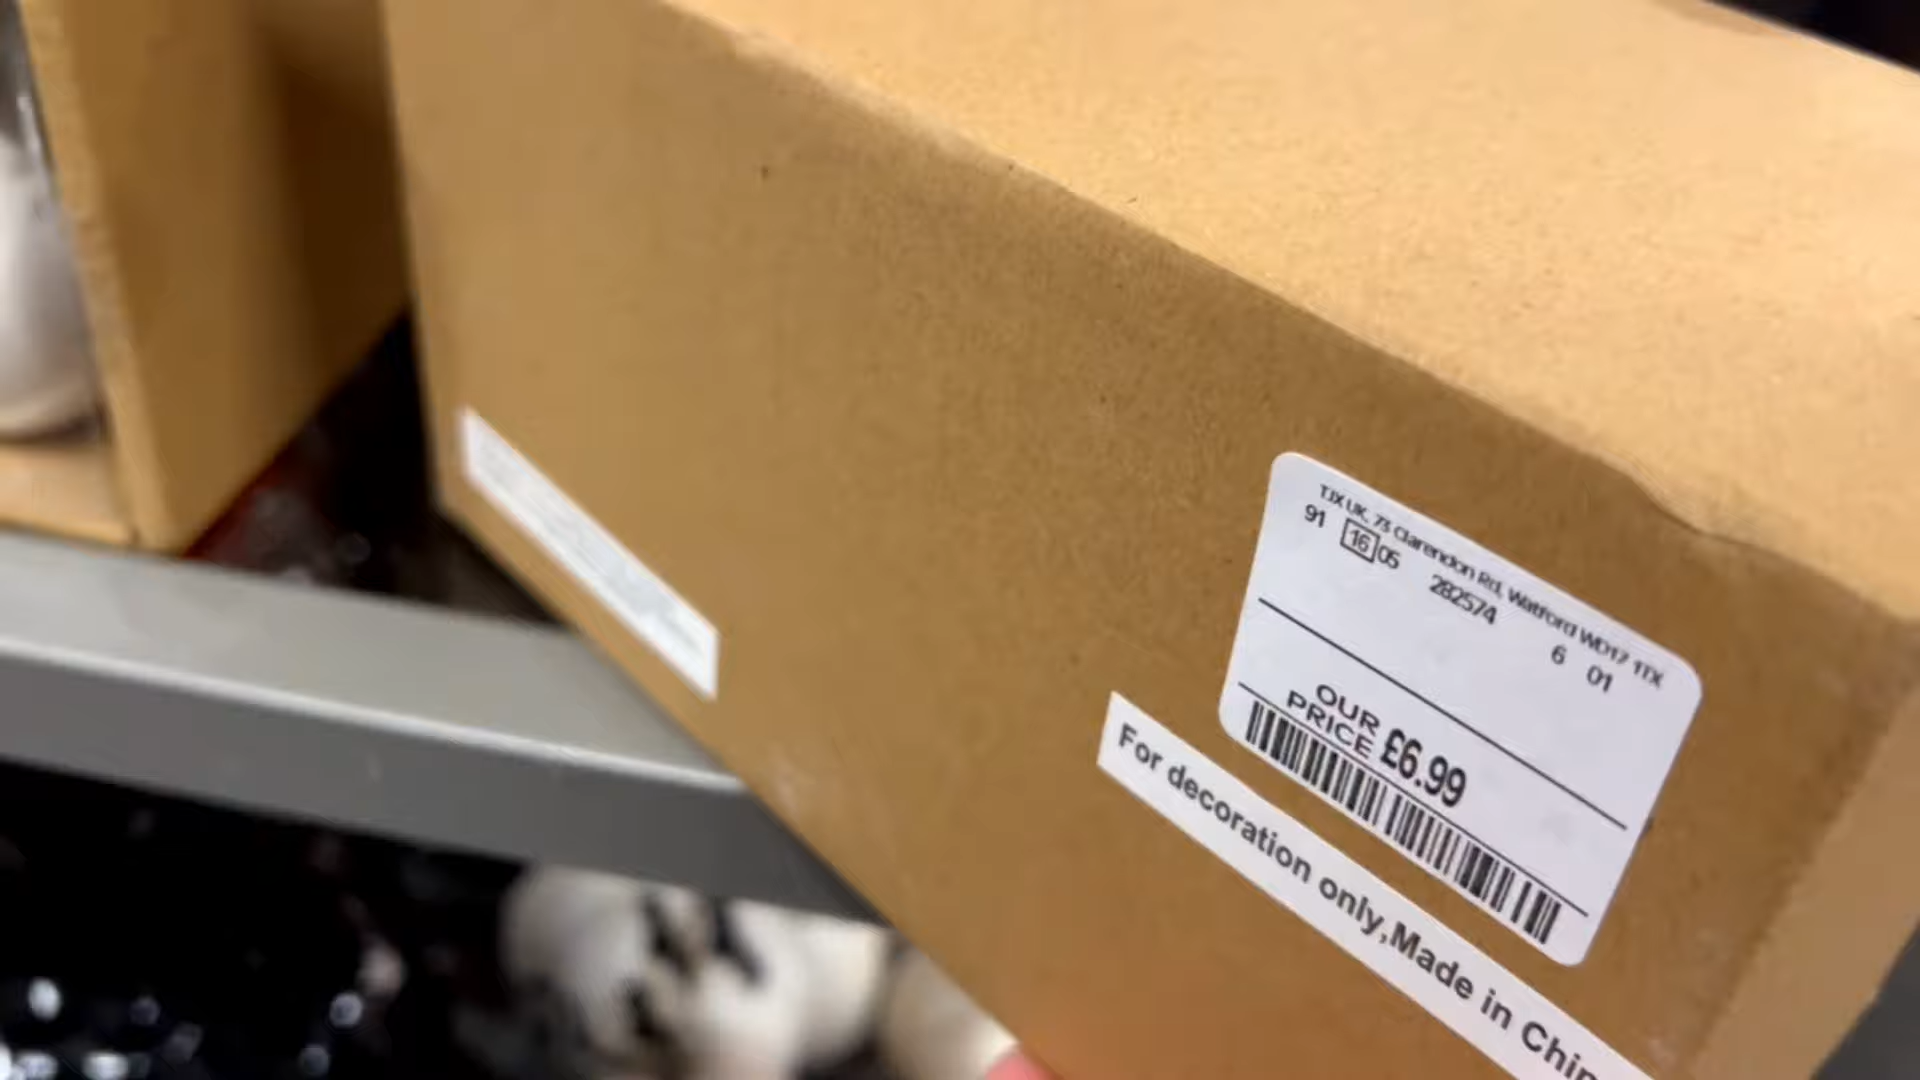 TJX UK, 73 Clarendon Rd, Watford WD17 1TX
91 16 05 282574 6 01
OUR PRICE £6.99
For decoration only,Made in Chin